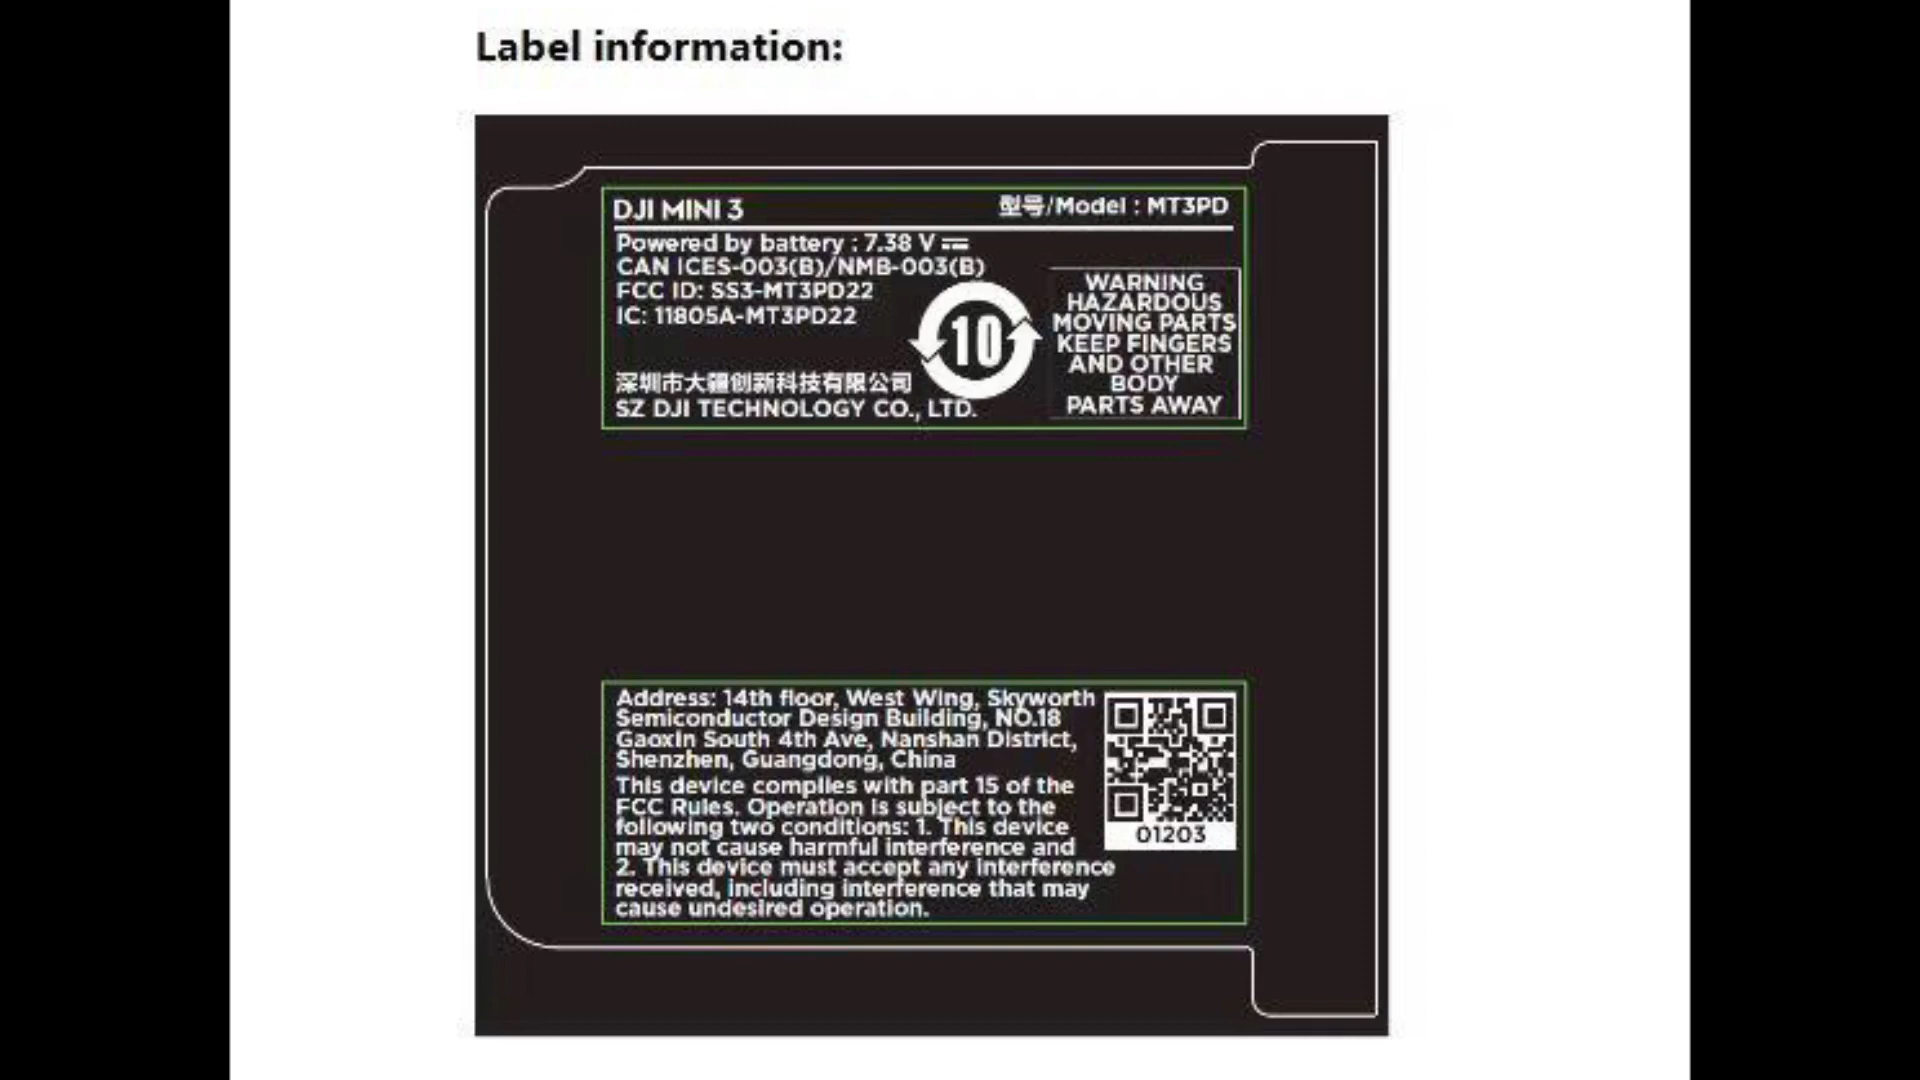 Label information:
DJI MINI 3
型号/Model : MT3PD
Powered by battery : 7.38 V ⎓
CAN ICES-003(B)/NMB-003(B)
FCC ID: SS3-MT3PD22
IC: 11805A-MT3PD22
深圳市大疆创新科技有限公司
SZ DJI TECHNOLOGY CO., LTD.
10
WARNING
HAZARDOUS
MOVING PARTS
KEEP FINGERS
AND OTHER
BODY
PARTS AWAY
Address: 14th floor, West Wing, Skyworth
Semiconductor Design Building, NO.18
Gaoxin South 4th Ave, Nanshan District,
Shenzhen, Guangdong, China
This device complies with part 15 of the
FCC Rules. Operation is subject to the
following two conditions: 1. This device
may not cause harmful interference and
2. This device must accept any interference
received, including interference that may
cause undesired operation.
01203